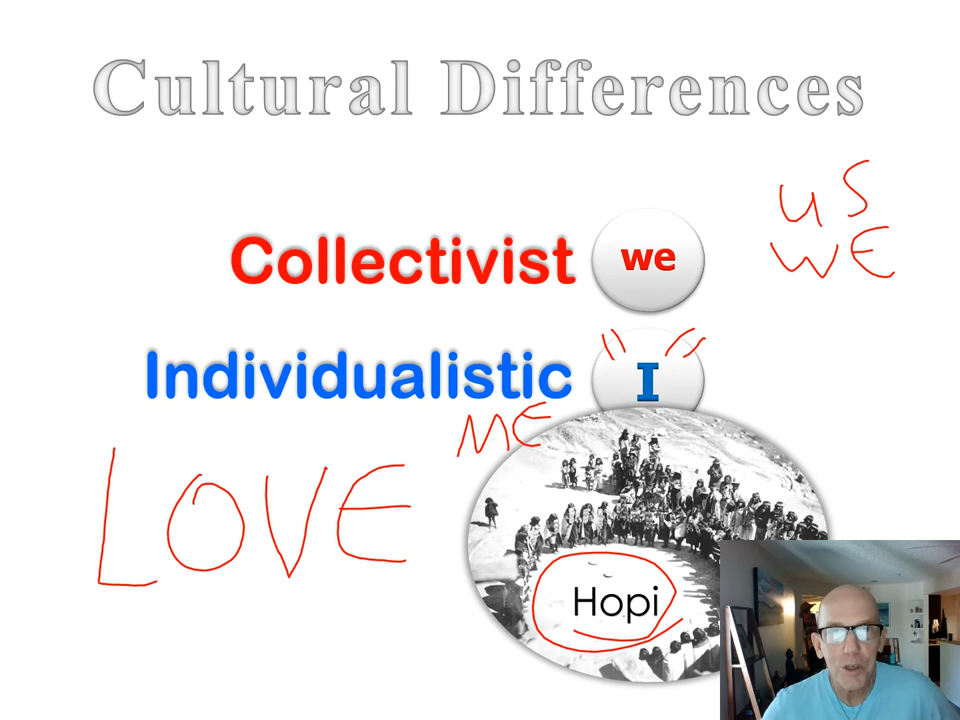 Cultural Differences
US
WE
Collectivist we
Individualistic I
ME
LOVE
Hopi